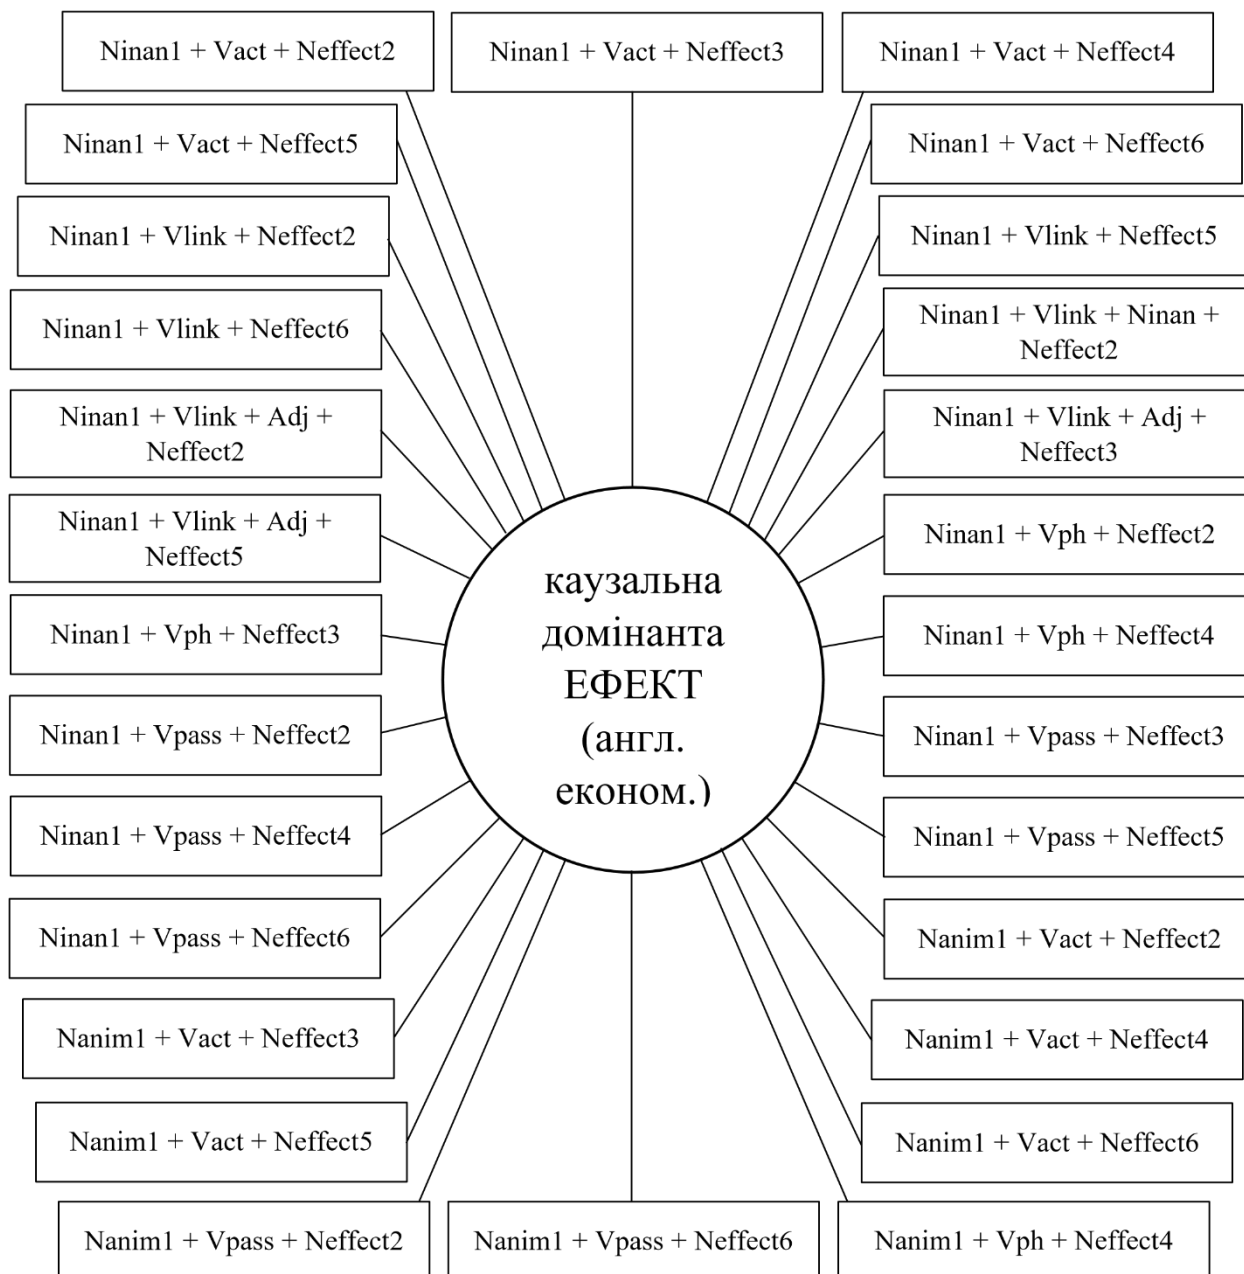 Ninan1 + Vact + Neffect2
Ninan1 + Vact + Neffect3
Ninan1 + Vact + Neffect4
Ninan1 + Vact + Neffect5
Ninan1 + Vact + Neffect6
Ninan1 + Vlink + Neffect2
Ninan1 + Vlink + Neffect5
Ninan1 + Vlink + Neffect6
Ninan1 + Vlink + Ninan +
Neffect2
Ninan1 + Vlink + Adj +
Neffect2
Ninan1 + Vlink + Adj +
Neffect3
Ninan1 + Vlink + Adj +
Neffect5
Ninan1 + Vph + Neffect2
каузальна
домінанта
ЕФЕКТ
(англ.
економ.)
Ninan1 + Vph + Neffect3
Ninan1 + Vph + Neffect4
Ninan1 + Vpass + Neffect2
Ninan1 + Vpass + Neffect3
Ninan1 + Vpass + Neffect4
Ninan1 + Vpass + Neffect5
Ninan1 + Vpass + Neffect6
Nanim1 + Vact + Neffect2
Nanim1 + Vact + Neffect3
Nanim1 + Vact + Neffect4
Nanim1 + Vact + Neffect5
Nanim1 + Vact + Neffect6
Nanim1 + Vpass + Neffect2
Nanim1 + Vpass + Neffect6
Nanim1 + Vph + Neffect4